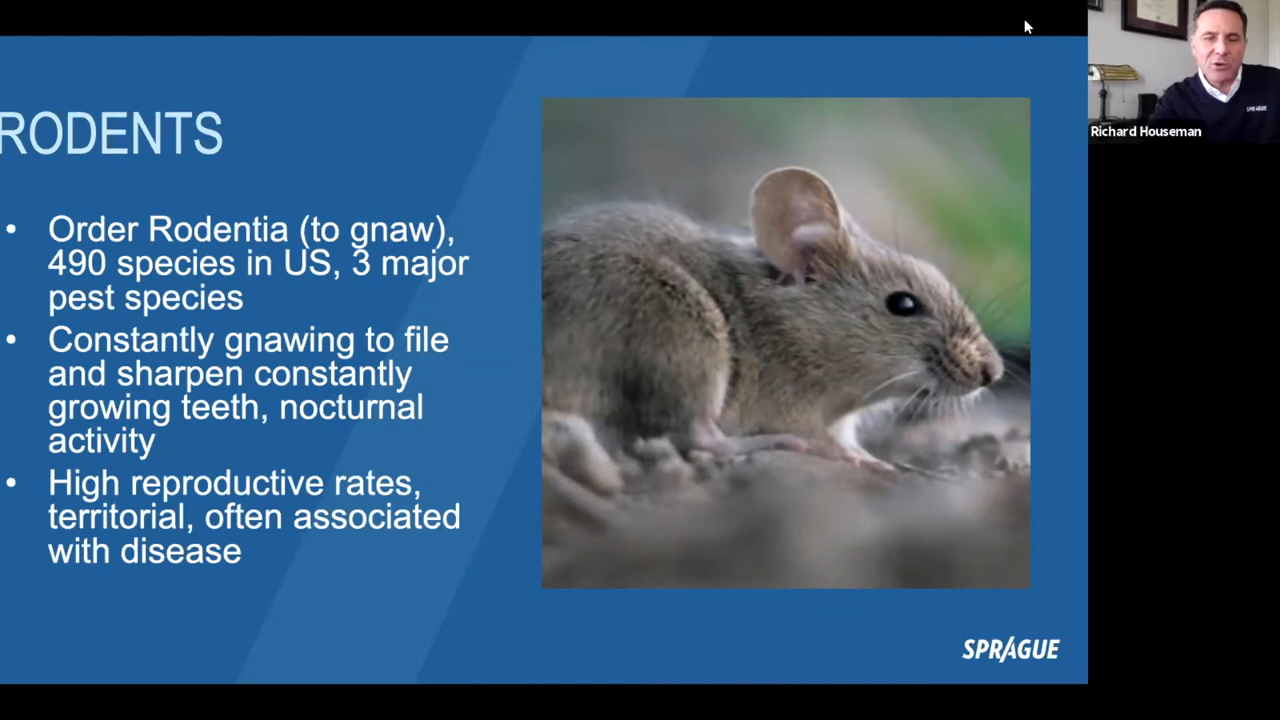 RODENTS
• Order Rodentia (to gnaw),
490 species in US, 3 major
pest species
• Constantly gnawing to file
and sharpen constantly
growing teeth, nocturnal
activity
• High reproductive rates,
territorial, often associated
with disease
SPRAGUE
SPRAGUE
Richard Houseman